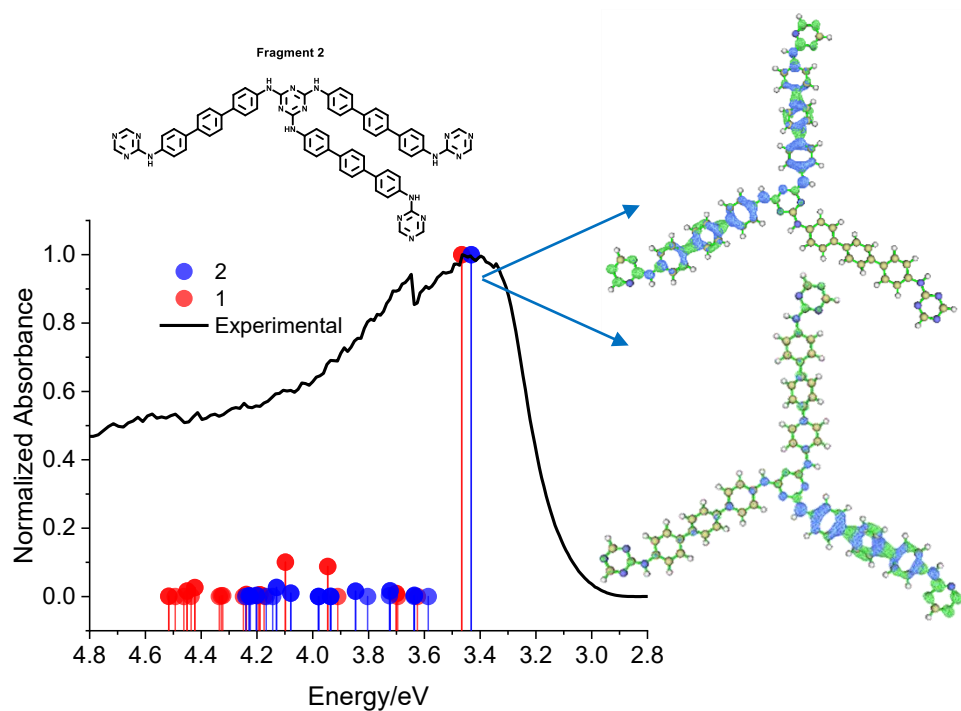 Fragment 2
H
N
H
N
N
N
N
HN
N
N
N
N
H
N
N
N
N
H
HN
N
N
N
2
1
Experimental
Normalized Absorbance
1.0
0.8
0.6
0.4
0.2
0.0
4.8 4.6 4.4 4.2 4.0 3.8 3.6 3.4 3.2 3.0 2.8
Energy/eV